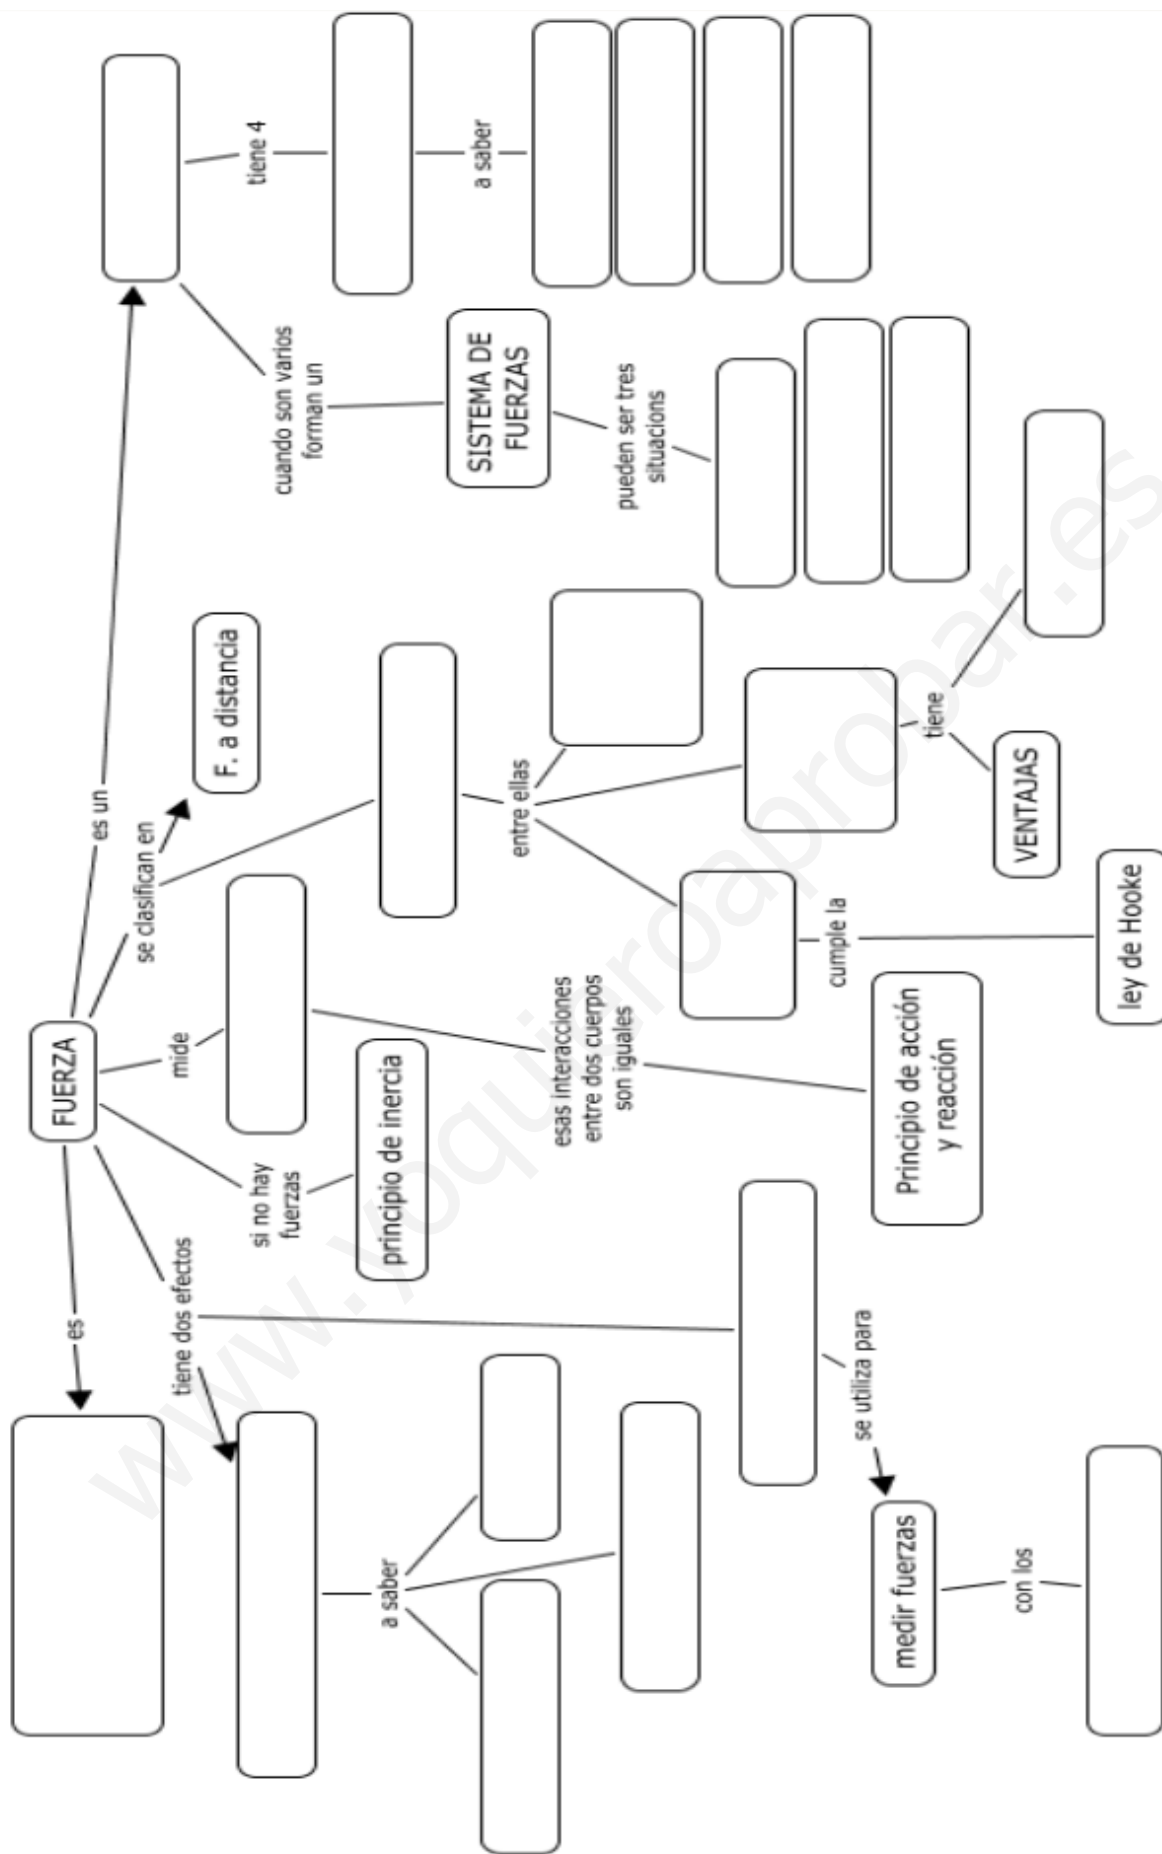 FUERZA
es
tiene dos efectos
si no hay
fuerzas
mide
se clasifican en
es un
principio de inercia
F. a distancia
a saber
esas interacciones
entre dos cuerpos
son iguales
entre ellas
cuando son varios
forman un
tiene 4
SISTEMA DE
FUERZAS
a saber
pueden ser tres
situacions
se utiliza para
medir fuerzas
con los
Principio de acción
y reacción
cumple la
ley de Hooke
tiene
VENTAJAS
www.yoquieroaprobar.es